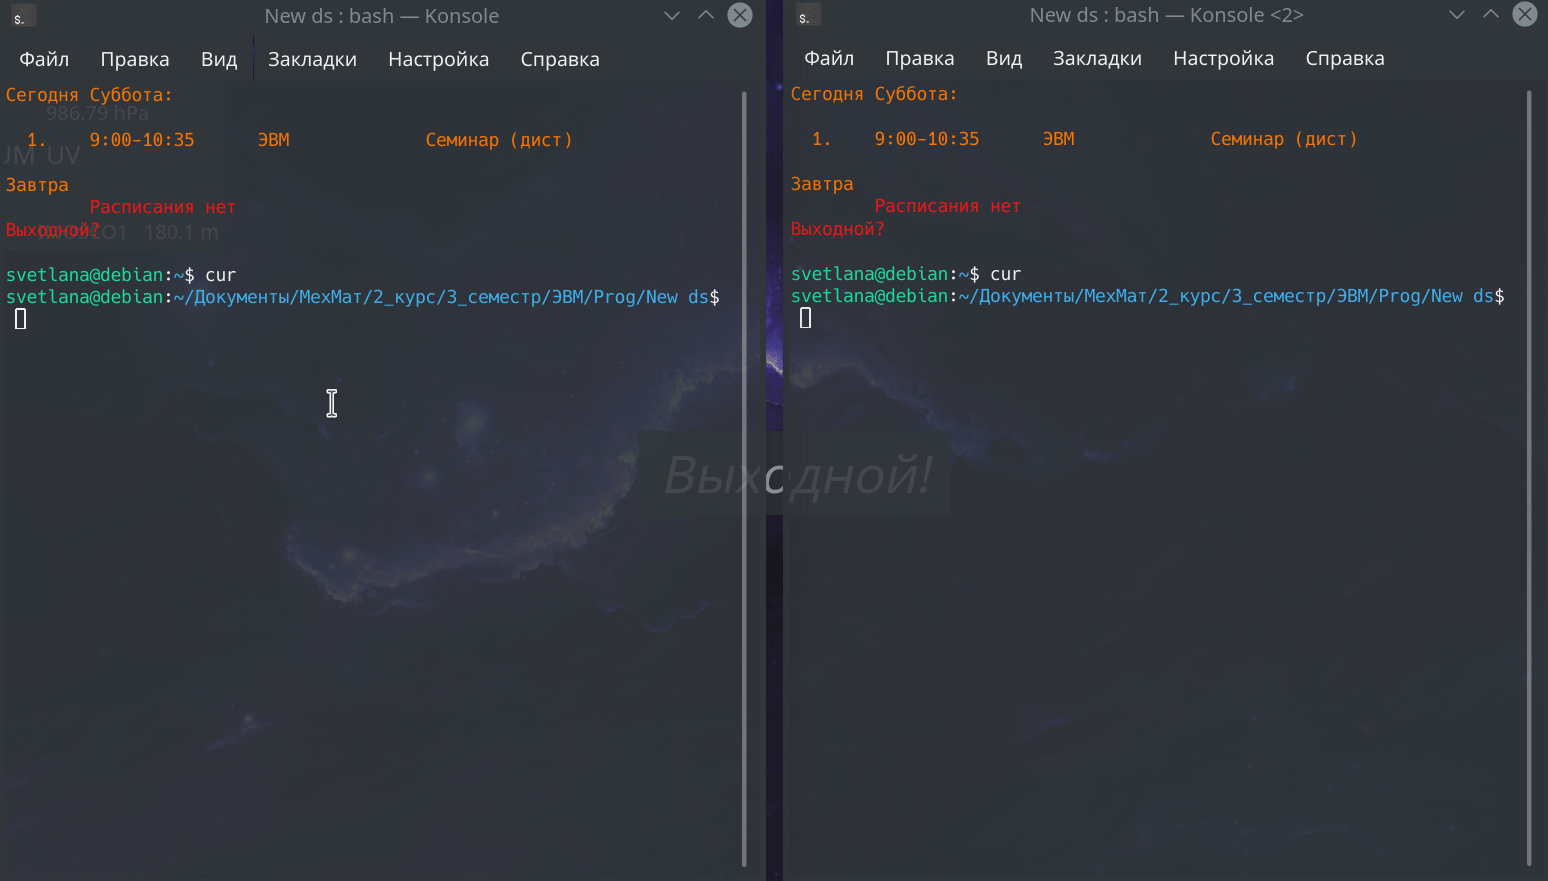 New ds : bash — Konsole
Файл Правка Вид Закладки Настройка Справка
Сегодня Суббота:
986.79 hPa
1. 9:00-10:35 ЭВМ Семинар (дист)
UV
Завтра
Расписания нет
Выходной?
180.1 m
svetlana@debian:~$ cur
svetlana@debian:~/Документы/МехМат/2_курс/3_семестр/ЭВМ/Prog/New ds$
New ds : bash — Konsole <2>
Файл Правка Вид Закладки Настройка Справка
Сегодня Суббота:
1. 9:00-10:35 ЭВМ Семинар (дист)
Завтра
Расписания нет
Выходной?
svetlana@debian:~$ cur
svetlana@debian:~/Документы/МехМат/2_курс/3_семестр/ЭВМ/Prog/New ds$
Выходной!